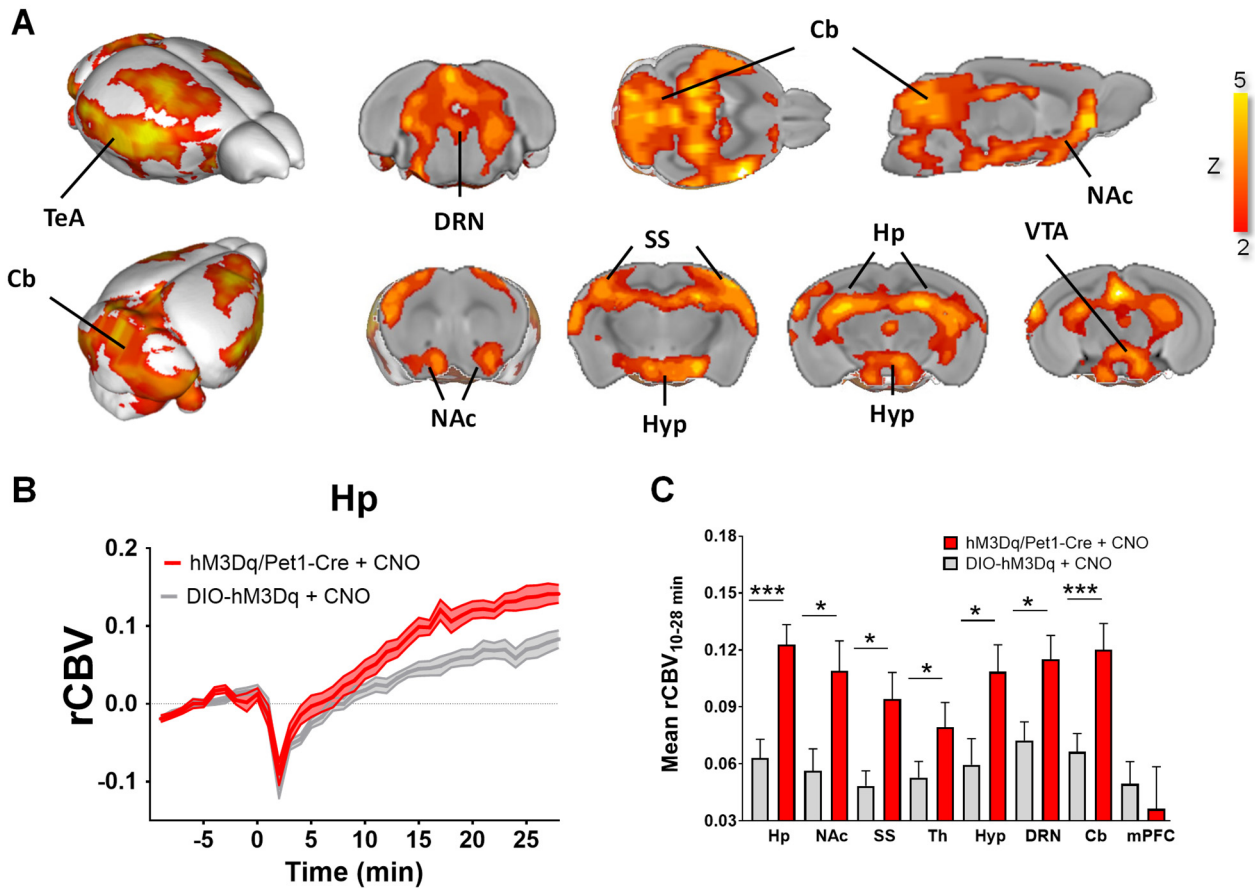 A
Cb
5
Z
2
TeA
DRN
NAc
Cb
SS
Hp
VTA
NAc
Hyp
Hyp
B
Hp
0.2
0.1
0.0
-0.1
rCBV
hM3Dq/Pet1-Cre + CNO
DIO-hM3Dq + CNO
-5 0 5 10 15 20 25
Time (min)
C
0.18
0.15
0.12
0.09
0.06
0.03
Mean rCBV10-28 min
hM3Dq/Pet1-Cre + CNO
DIO-hM3Dq + CNO
*** * * * * * ***
Hp NAc SS Th Hyp DRN Cb mPFC